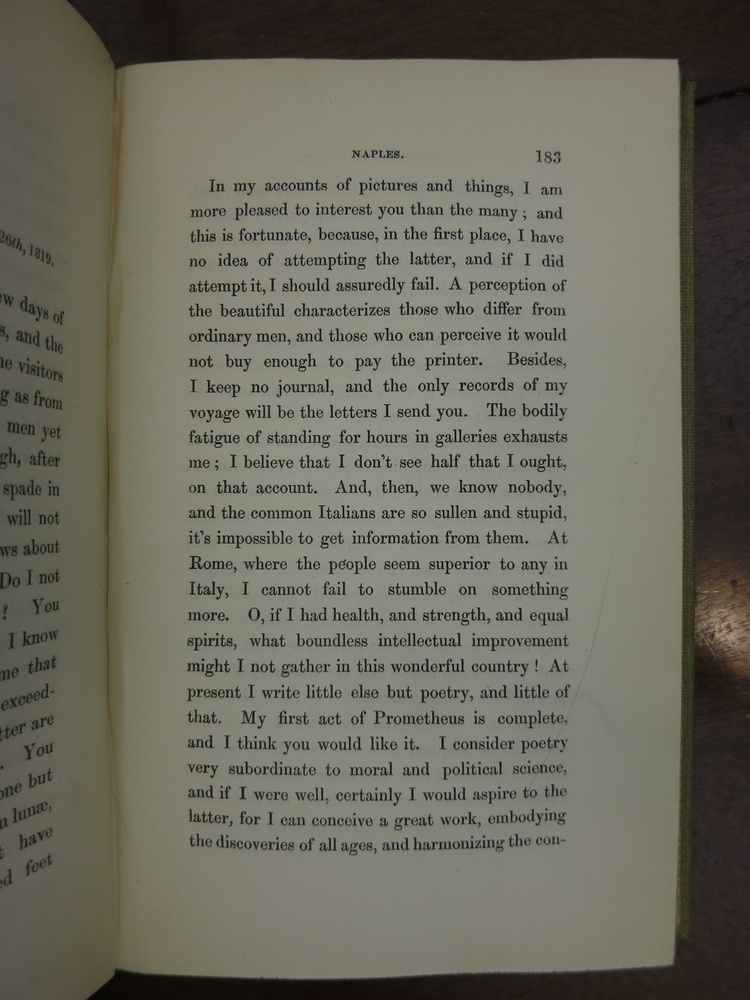 26th, 1819.
w days of
s, and the
ne visitors
g as from
men yet
gh, after
spade in
will not
ws about
Do I not
? You
I know
me that
exceed-
tter are
. You
one but
n lunæ,
t have
ed feet
NAPLES. 183
In my accounts of pictures and things, I am
more pleased to interest you than the many ; and
this is fortunate, because, in the first place, I have
no idea of attempting the latter, and if I did
attempt it, I should assuredly fail. A perception of
the beautiful characterizes those who differ from
ordinary men, and those who can perceive it would
not buy enough to pay the printer. Besides,
I keep no journal, and the only records of my
voyage will be the letters I send you. The bodily
fatigue of standing for hours in galleries exhausts
me ; I believe that I don't see half that I ought,
on that account. And, then, we know nobody,
and the common Italians are so sullen and stupid,
it's impossible to get information from them. At
Rome, where the people seem superior to any in
Italy, I cannot fail to stumble on something
more. O, if I had health, and strength, and equal
spirits, what boundless intellectual improvement
might I not gather in this wonderful country ! At
present I write little else but poetry, and little of
that. My first act of Prometheus is complete,
and I think you would like it. I consider poetry
very subordinate to moral and political science,
and if I were well, certainly I would aspire to the
latter, for I can conceive a great work, embodying
the discoveries of all ages, and harmonizing the con-